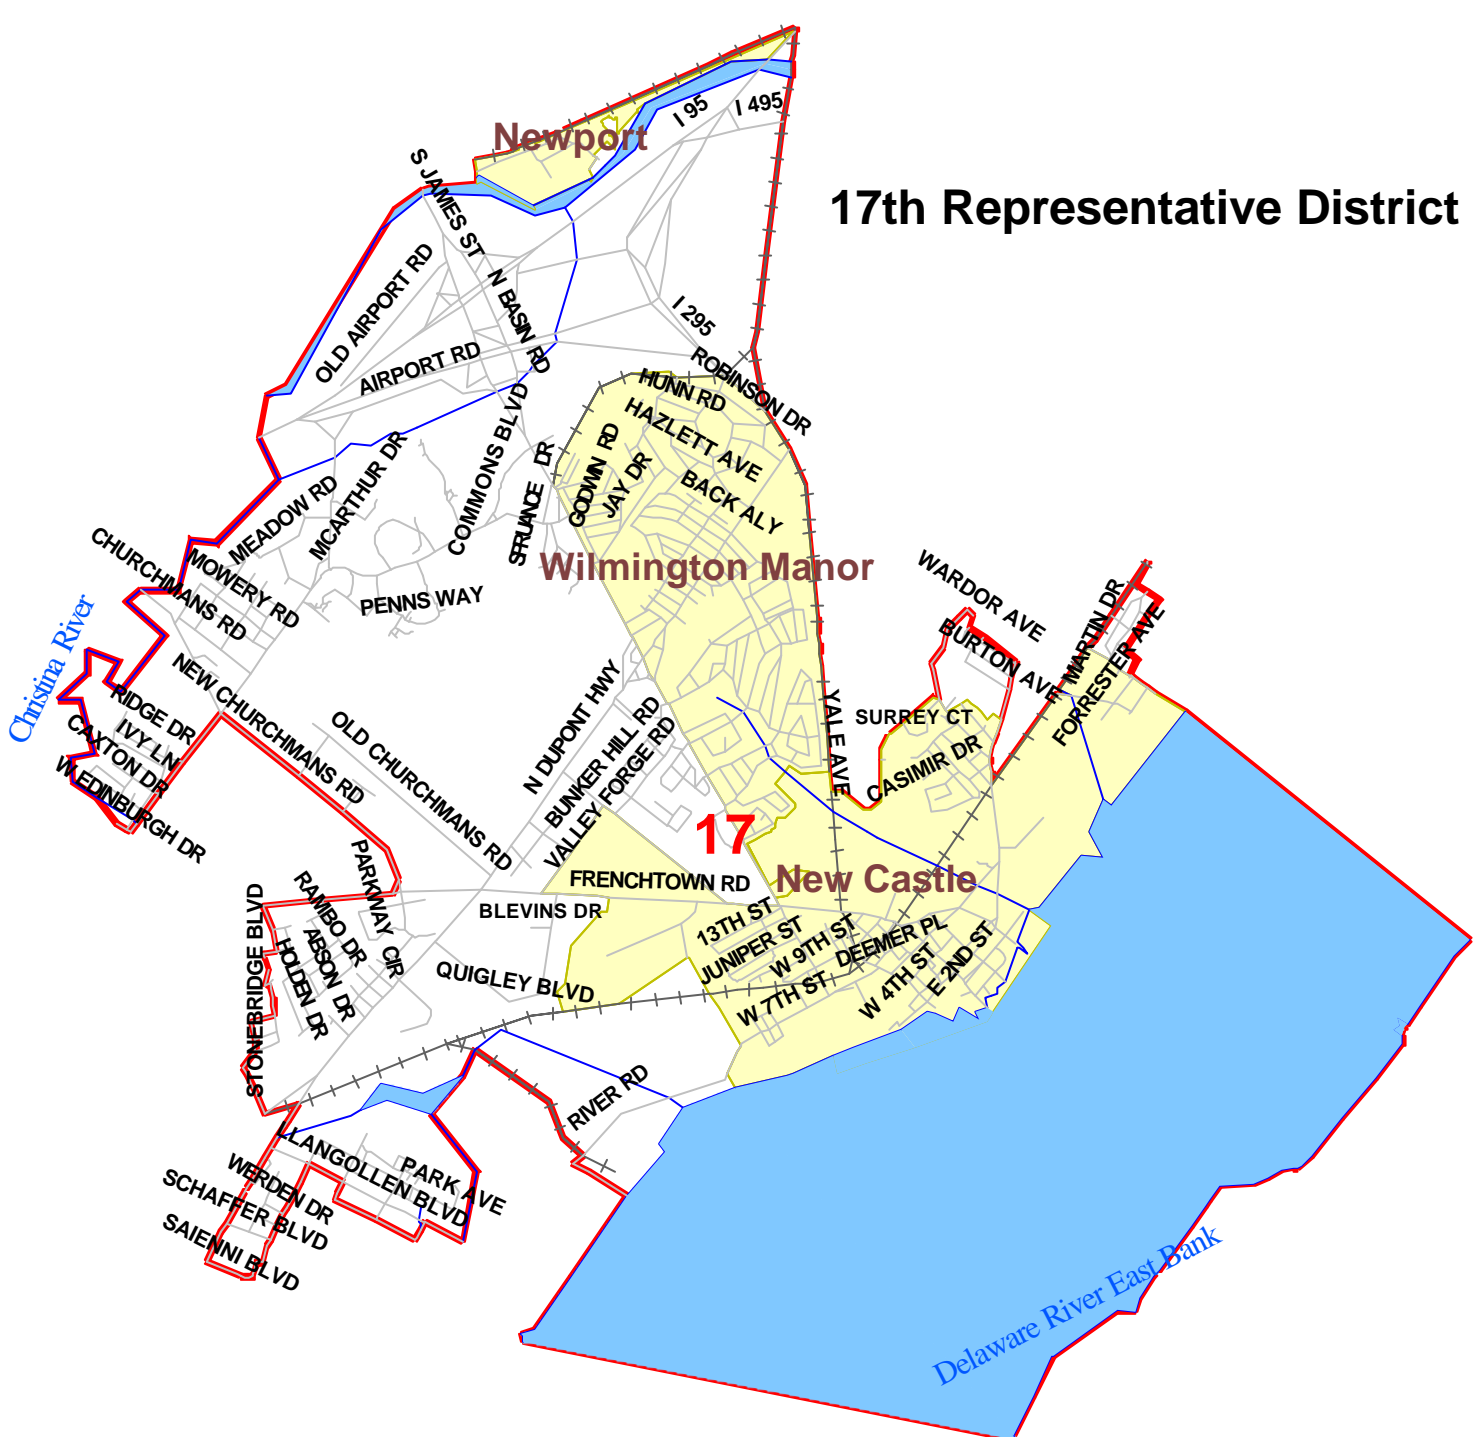 I 95
I 495
Newport
S JAMES ST
17th Representative District
OLD AIRPORT RD
N BASIN RD
I 295
AIRPORT RD
ROBINSON DR
HUNN RD
HAZLETT AVE
COMMONS BLVD
SPRUANCE DR
GODWIN RD
JAY DR
BACK ALY
MCARTHUR DR
MEADOW RD
CHURCHMANS RD
MOWERY RD
PENNS WAY
Wilmington Manor
WARDOR AVE
BURTON AVE
MARTIN DR
FORRESTER AVE
Christina River
NEW CHURCHMANS RD
RIDGE DR
IVY LN
CAXTON DR
W EDINBURGH DR
OLD CHURCHMANS RD
N DUPONT HWY
BUNKER HILL RD
VALLEY FORGE RD
YALE AVE
SURREY CT
CASIMIR DR
17
FRENCHTOWN RD
New Castle
BLEVINS DR
PARKWAY CIR
RAMBO DR
ABSON DR
HOLDEN DR
STONEBRIDGE BLVD
QUIGLEY BLVD
13TH ST
JUNIPER ST
W 9TH ST
DEEMER PL
W 7TH ST
W 4TH ST
E 2ND ST
RIVER RD
LLANGOLLEN BLVD
PARK AVE
WERDEN DR
SCHAFFER BLVD
SAIENNI BLVD
Delaware River East Bank